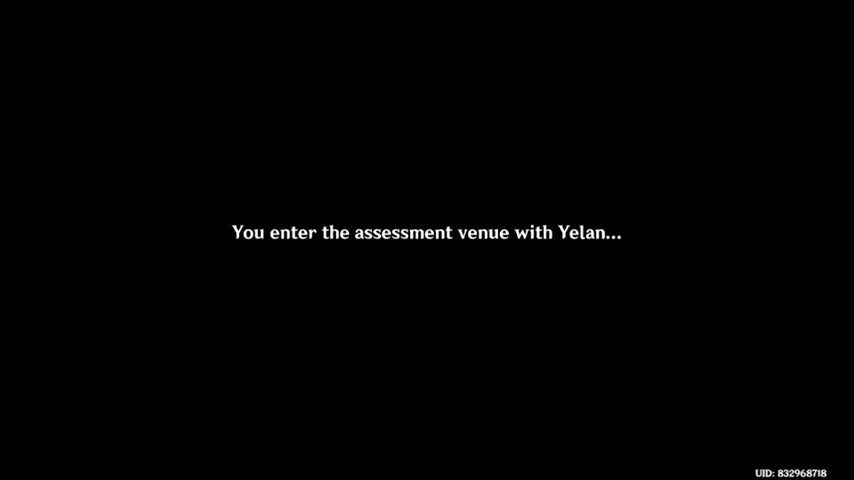 You enter the assessment venue with Yelan...
UID: 832968718